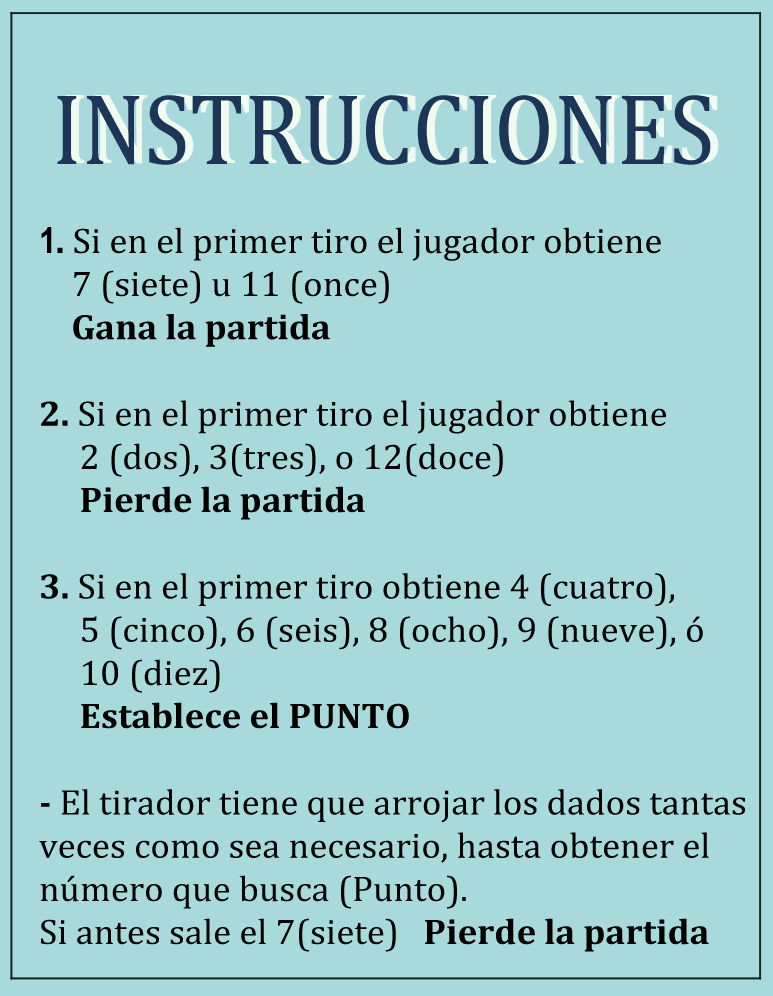 INSTRUCCIONES
1. Si en el primer tiro el jugador obtiene
7 (siete) u 11 (once)
Gana la partida
2. Si en el primer tiro el jugador obtiene
2 (dos), 3(tres), o 12(doce)
Pierde la partida
3. Si en el primer tiro obtiene 4 (cuatro),
5 (cinco), 6 (seis), 8 (ocho), 9 (nueve), ó
10 (diez)
Establece el PUNTO
- El tirador tiene que arrojar los dados tantas
veces como sea necesario, hasta obtener el
número que busca (Punto).
Si antes sale el 7(siete) Pierde la partida